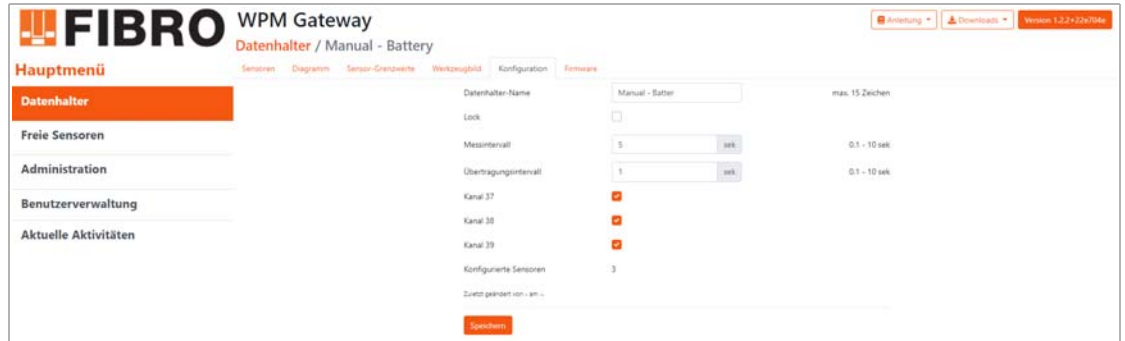 FIBRO
WPM Gateway
Anleitung
Downloads
Version 1.2.2+22e704e
Datenhalter / Manual - Battery
Hauptmenü
Sensoren Diagramm Sensor-Grenzwerte Werkzeugbild Konfiguration Firmware
Datenhalter
Freie Sensoren
Administration
Benutzerverwaltung
Aktuelle Aktivitäten
Datenhalter-Name Manual - Batter max. 15 Zeichen
Lock
Messintervall 5 sek 0.1 - 10 sek
Übertragungsintervall 1 sek 0.1 - 10 sek
Kanal 37
Kanal 38
Kanal 39
Konfigurierte Sensoren 3
Zuletzt geändert von - am --
Speichern